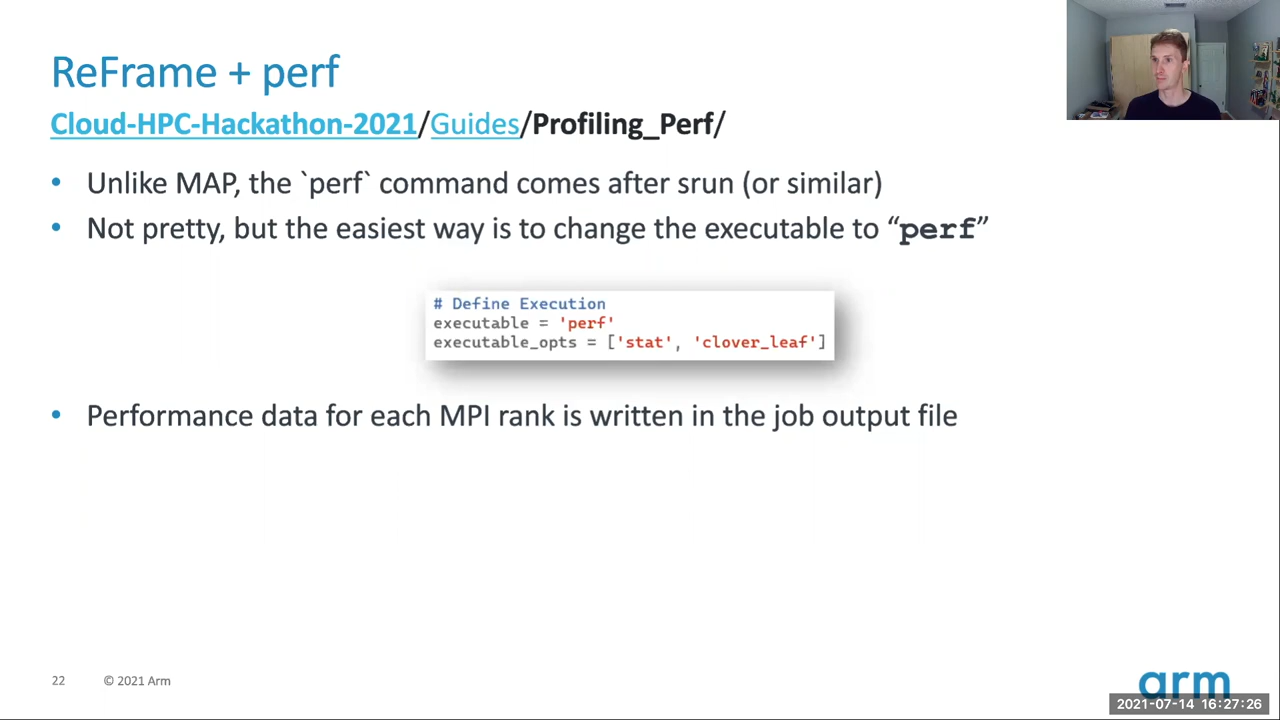 ReFrame + perf
Cloud-HPC-Hackathon-2021/Guides/Profiling_Perf/
• Unlike MAP, the `perf` command comes after srun (or similar)
• Not pretty, but the easiest way is to change the executable to “perf”
# Define Execution
executable = 'perf'
executable_opts = ['stat', 'clover_leaf']
• Performance data for each MPI rank is written in the job output file
22 © 2021 Arm
arm
2021-07-14 16:27:26